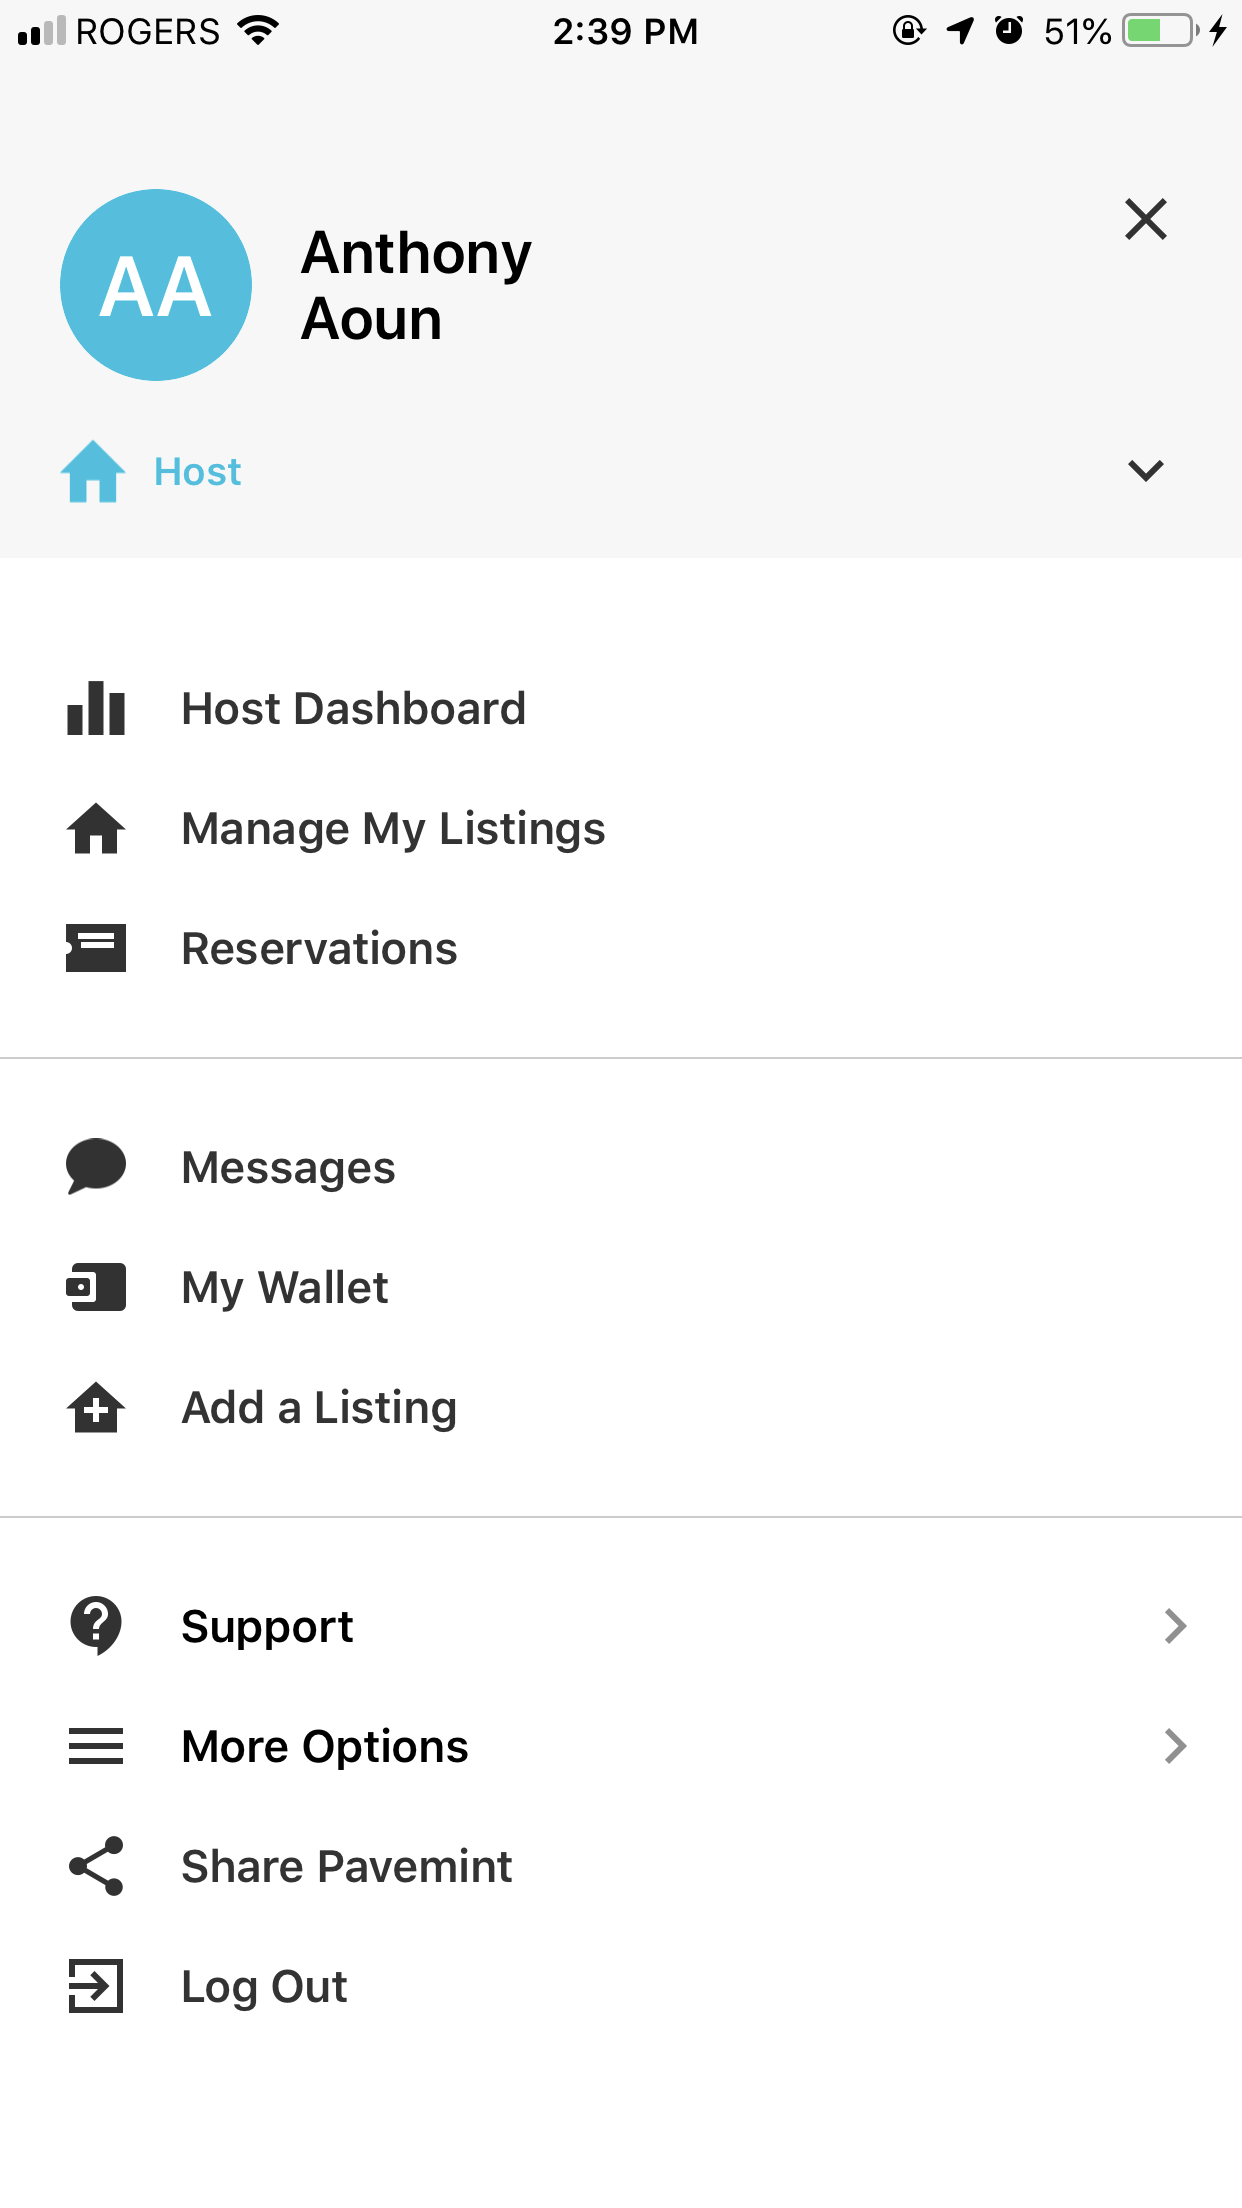 ROGERS 2:39 PM 51%
AA
Anthony
Aoun
Host
Host Dashboard
Manage My Listings
Reservations
Messages
My Wallet
Add a Listing
Support
More Options
Share Pavemint
Log Out